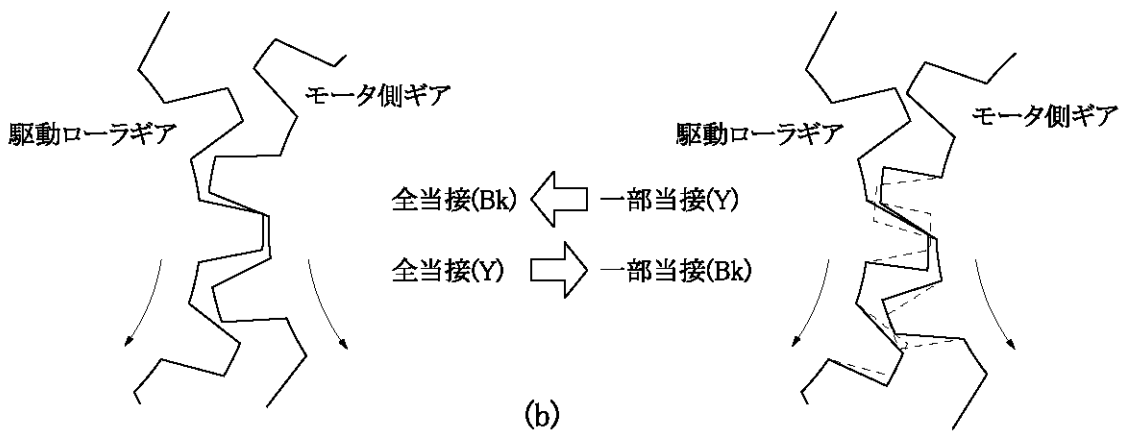 駆動ローラギア
モータ側ギア
全当接(Bk)
一部当接(Y)
全当接(Y)
一部当接(Bk)
駆動ローラギア
モータ側ギア
(b)